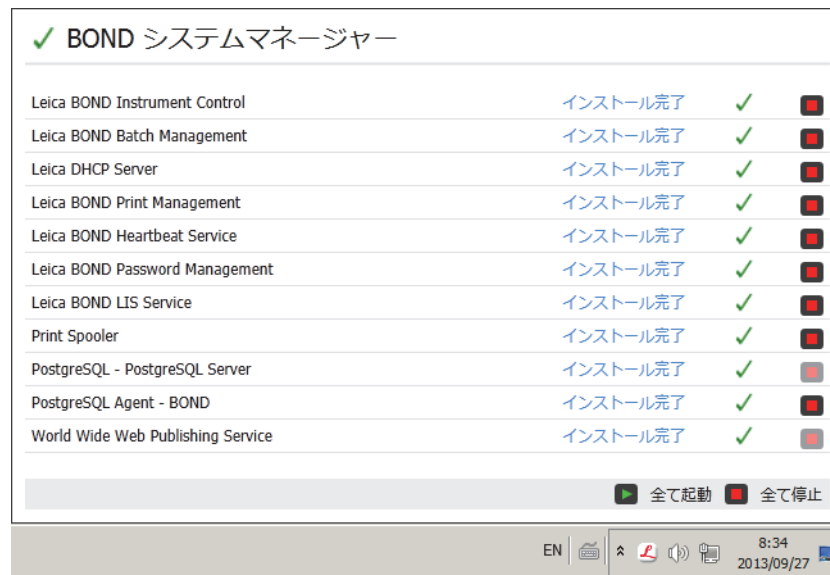 BOND システムマネージャー
Leica BOND Instrument Control インストール完了
Leica BOND Batch Management インストール完了
Leica DHCP Server インストール完了
Leica BOND Print Management インストール完了
Leica BOND Heartbeat Service インストール完了
Leica BOND Password Management インストール完了
Leica BOND LIS Service インストール完了
Print Spooler インストール完了
PostgreSQL - PostgreSQL Server インストール完了
PostgreSQL Agent - BOND インストール完了
World Wide Web Publishing Service インストール完了
全て起動 全て停止
EN 8:34
2013/09/27